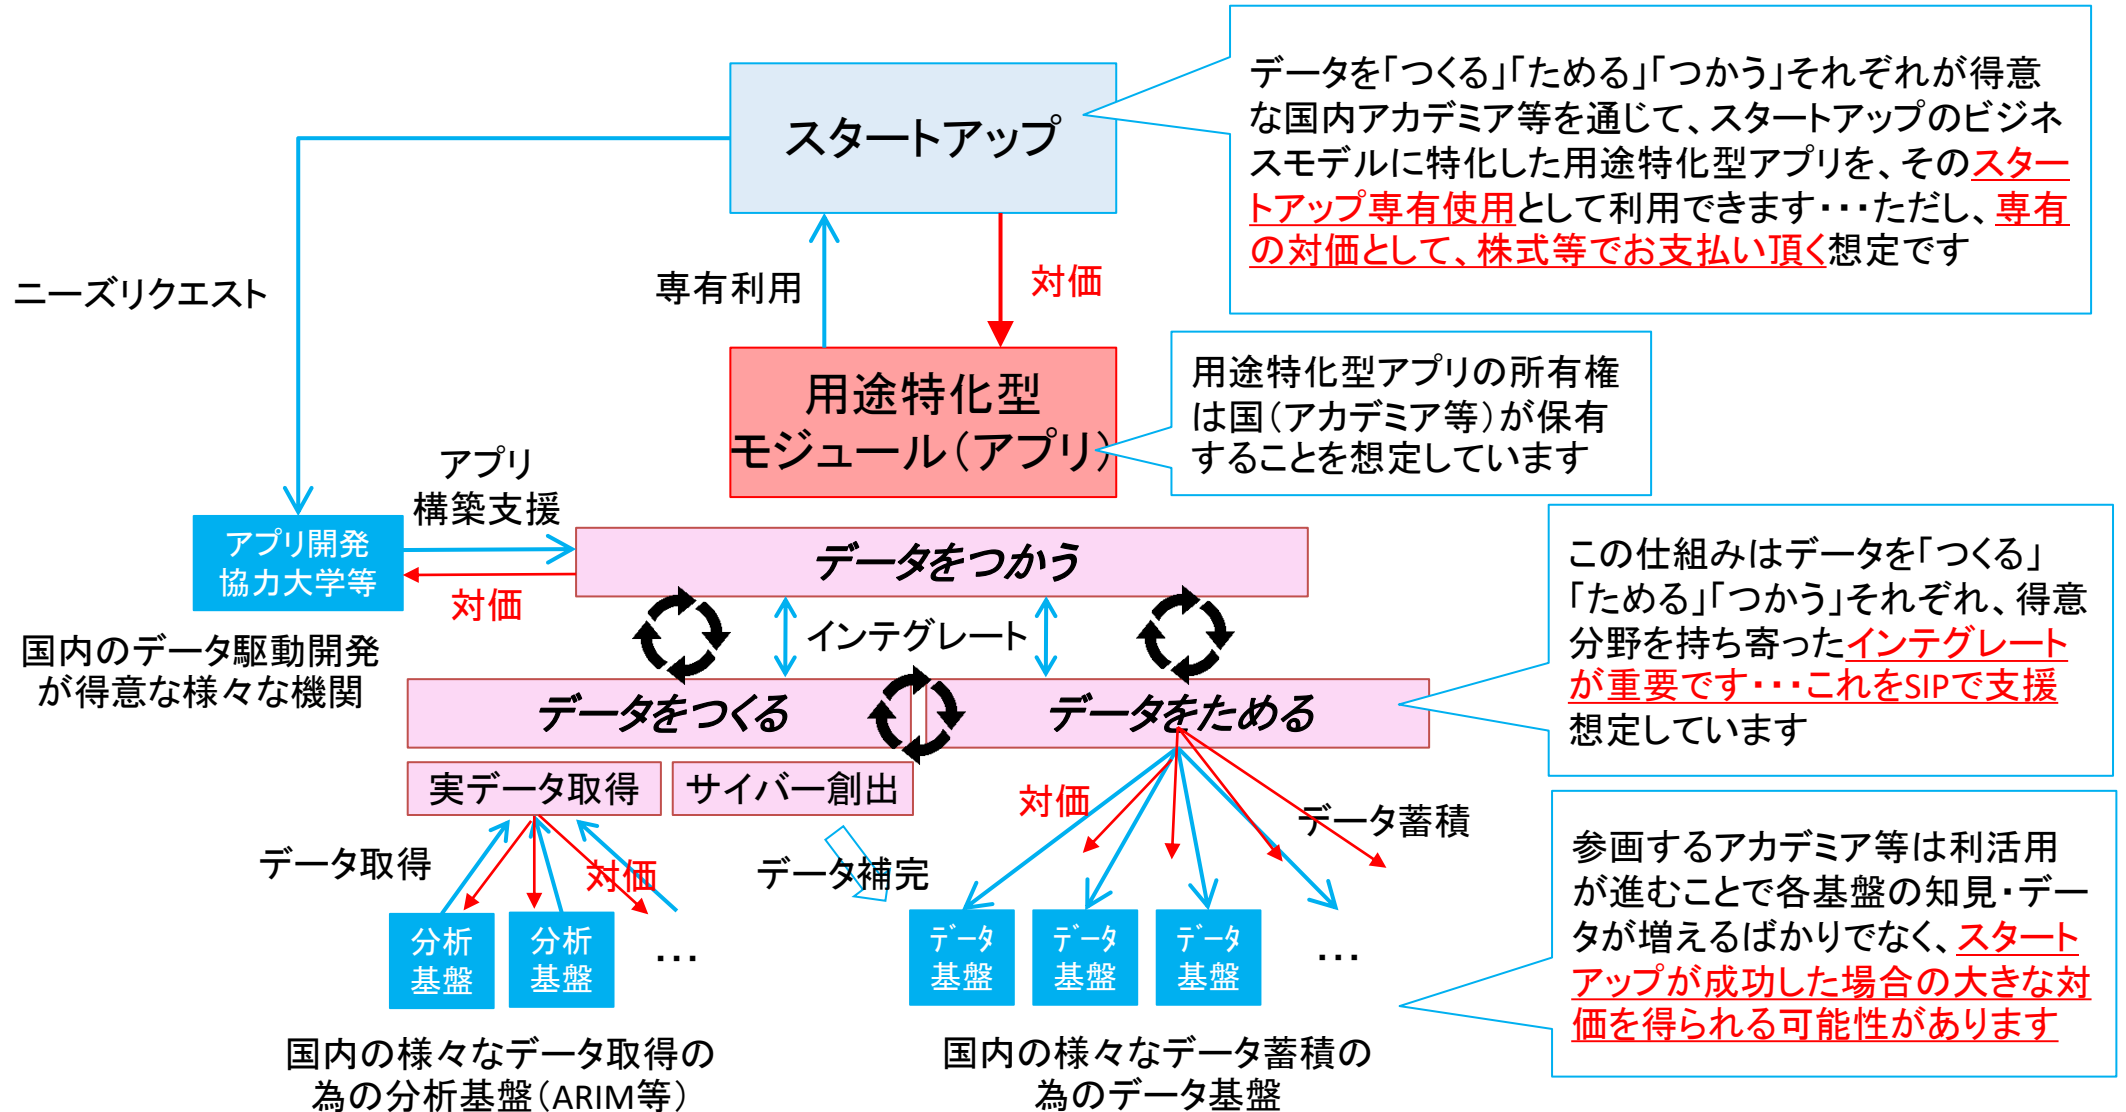 データを「つくる」「ためる」「つかう」それぞれが得意
な国内アカデミア等を通じて、スタートアップのビジネ
スモデルに特化した用途特化型アプリを、そのスター
トアップ専有使用として利用できます・・・ただし、専有
の対価として、株式等でお支払い頂く想定です
スタートアップ
ニーズリクエスト
専有利用
対価
用途特化型
モジュール（アプリ）
用途特化型アプリの所有権
は国（アカデミア等）が保有
することを想定しています
アプリ
構築支援
アプリ開発
協力大学等
対価
国内のデータ駆動開発
が得意な様々な機関
データをつかう
インテグレート
データをつくる
データをためる
この仕組みはデータを「つくる」
「ためる」「つかう」それぞれ、得意
分野を持ち寄ったインテグレート
が重要です・・・これをSIPで支援
想定しています
実データ取得
サイバー創出
データ取得
対価
データ補完
対価
データ蓄積
分析
基盤
分析
基盤
…
ﾃﾞｰﾀ
基盤
ﾃﾞｰﾀ
基盤
ﾃﾞｰﾀ
基盤
…
国内の様々なデータ取得の
為の分析基盤（ARIM等）
国内の様々なデータ蓄積の
為のデータ基盤
参画するアカデミア等は利活用
が進むことで各基盤の知見・デー
タが増えるばかりでなく、スタート
アップが成功した場合の大きな対
価を得られる可能性があります